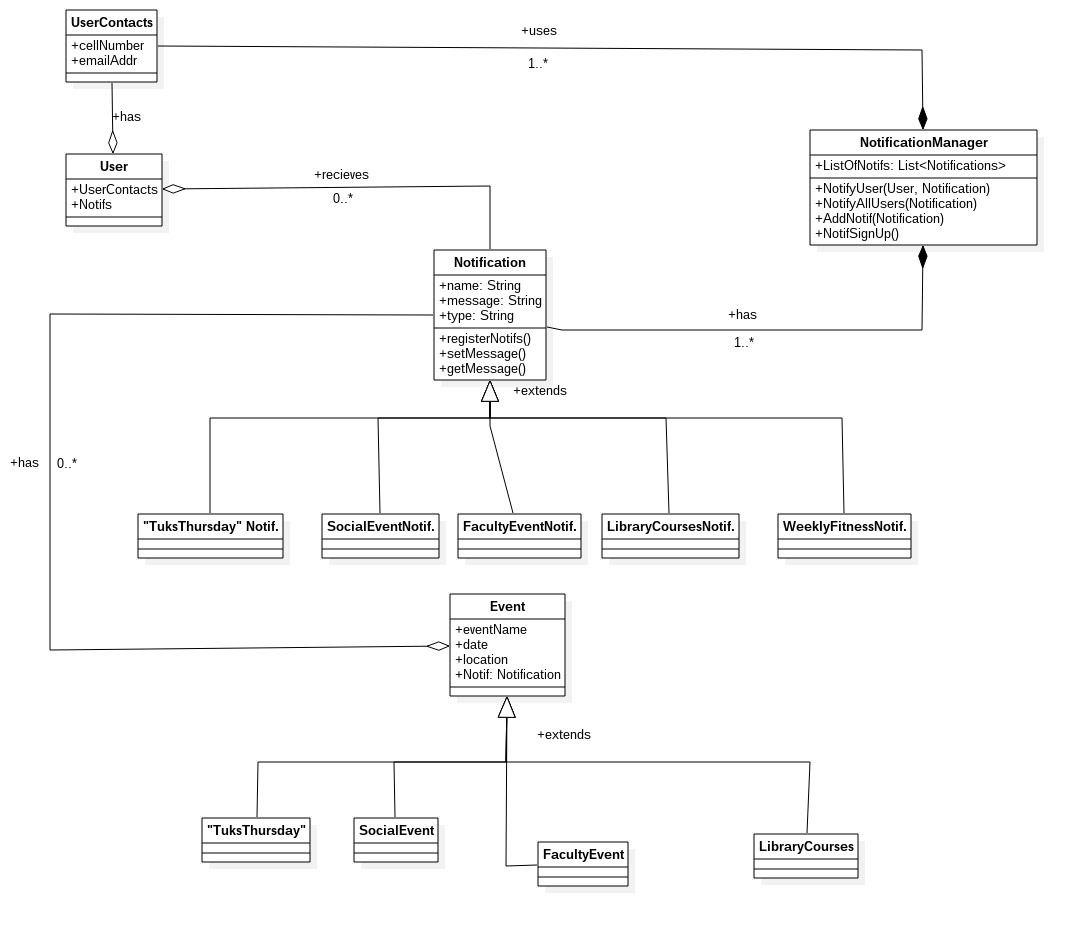 UserContacts
+cellNumber
+emailAddr
+uses
1..*
+has
User
+UserContacts
+Notifs
+recieves
0..*
NotificationManager
+ListOfNotifs: List<Notifications>
+NotifyUser(User, Notification)
+NotifyAllUsers(Notification)
+AddNotif(Notification)
+NotifSignUp()
Notification
+name: String
+message: String
+type: String
+registerNotifs()
+setMessage()
+getMessage()
+has
1..*
+extends
+has
0..*
"TuksThursday" Notif.
SocialEventNotif.
FacultyEventNotif.
LibraryCoursesNotif.
WeeklyFitnessNotif.
Event
+eventName
+date
+location
+Notif: Notification
+extends
"TuksThursday"
SocialEvent
FacultyEvent
LibraryCourses